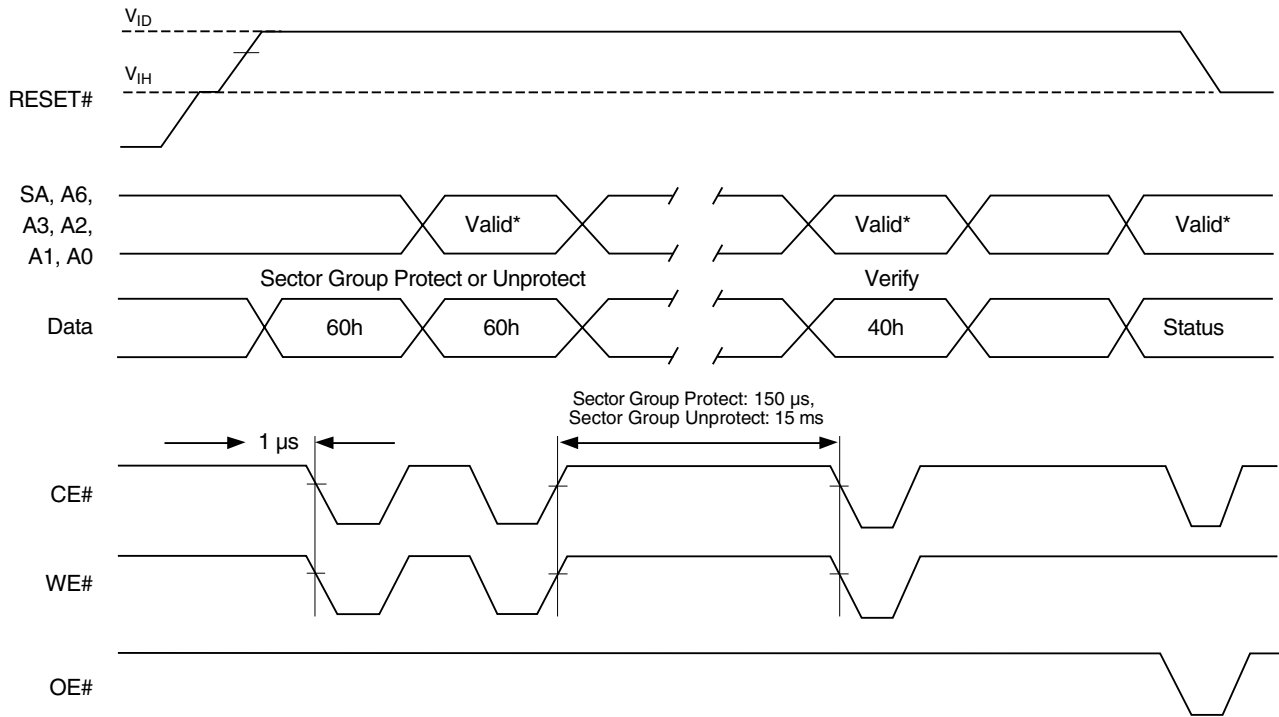 VID
VIH
RESET#
SA, A6,
A3, A2,
A1, A0
Valid*
Valid*
Valid*
Sector Group Protect or Unprotect
Verify
Data
60h
60h
40h
Status
Sector Group Protect: 150 µs,
Sector Group Unprotect: 15 ms
1 µs
CE#
WE#
OE#